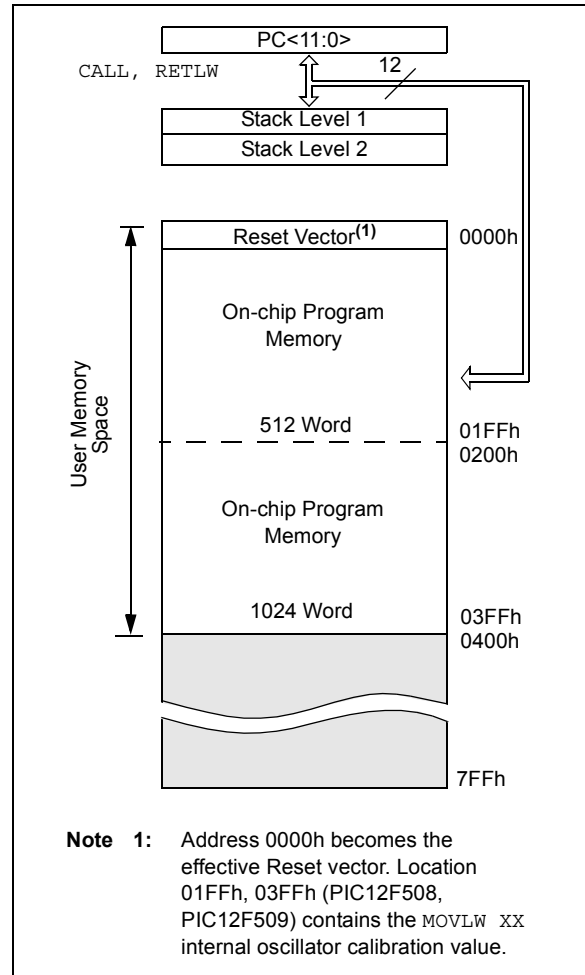 PC<11:0>
CALL, RETLW
12
Stack Level 1
Stack Level 2
Reset Vector(1)
0000h
User Memory
Space
On-chip Program
Memory
512 Word
01FFh
0200h
On-chip Program
Memory
1024 Word
03FFh
0400h
7FFh
Note 1: Address 0000h becomes the
effective Reset vector. Location
01FFh, 03FFh (PIC12F508,
PIC12F509) contains the MOVLW XX
internal oscillator calibration value.